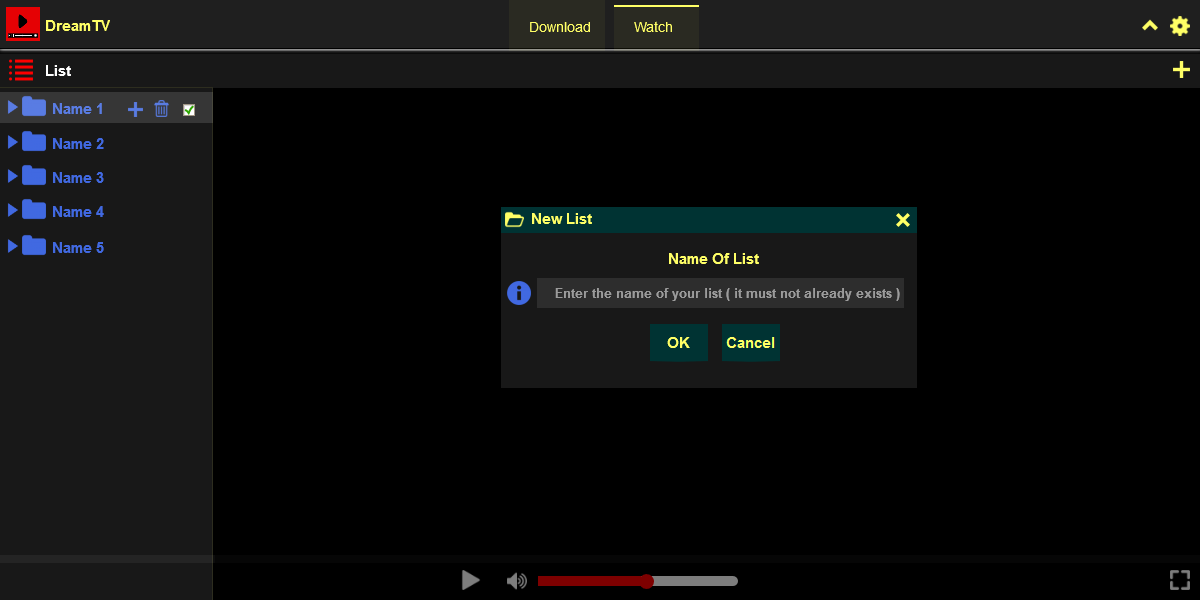 DreamTV
Download
Watch
List
Name 1
Name 2
Name 3
Name 4
Name 5
New List
Name Of List
Enter the name of your list ( it must not already exists )
OK
Cancel